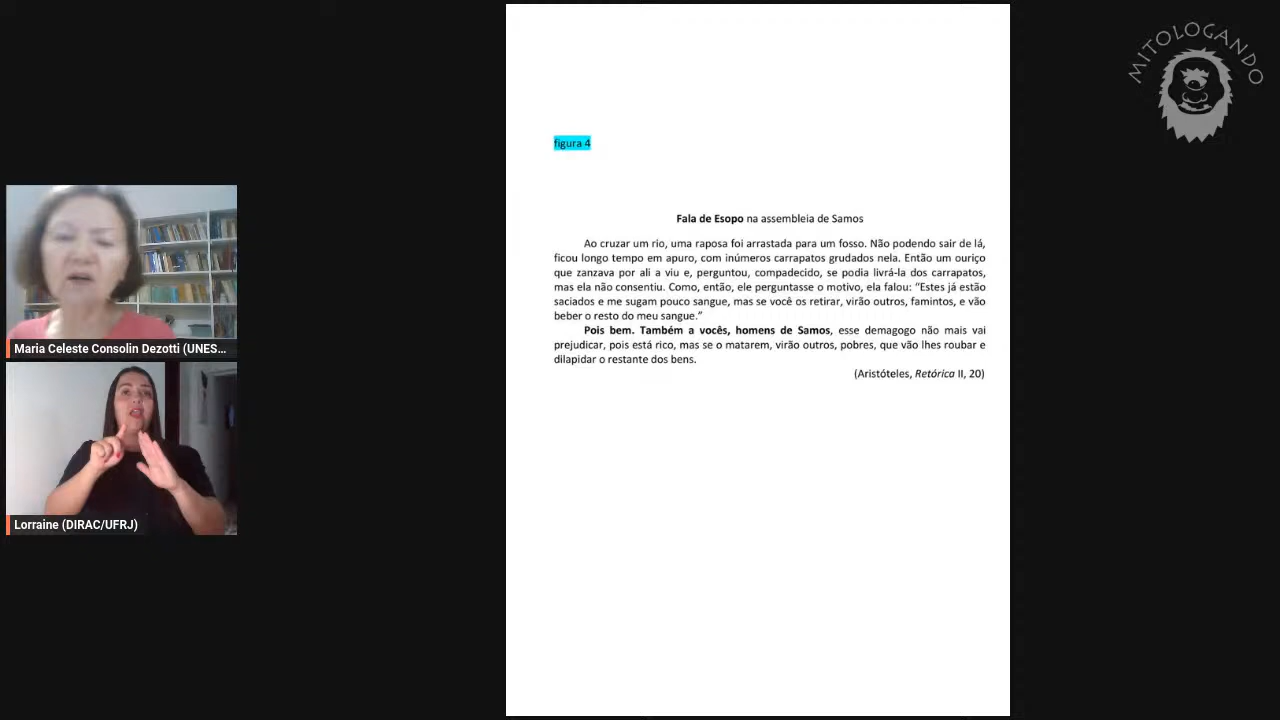 MITOLOGANDO
figura 4
Fala de Esopo na assembleia de Samos
Ao cruzar um rio, uma raposa foi arrastada para um fosso. Não podendo sair de lá,
ficou longo tempo em apuro, com inúmeros carrapatos grudados nela. Então um ouriço
que zanzava por ali a viu e, perguntou, compadecido, se podia livrá-la dos carrapatos,
mas ela não consentiu. Como, então, ele perguntasse o motivo, ela falou: “Estes já estão
saciados e me sugam pouco sangue, mas se você os retirar, virão outros, famintos, e vão
beber o resto do meu sangue.”
Pois bem. Também a vocês, homens de Samos, esse demagogo não mais vai
prejudicar, pois está rico, mas se o matarem, virão outros, pobres, que vão lhes roubar e
dilapidar o restante dos bens.
(Aristóteles, Retórica II, 20)
Maria Celeste Consolin Dezotti (UNES...
Lorraine (DIRAC/UFRJ)